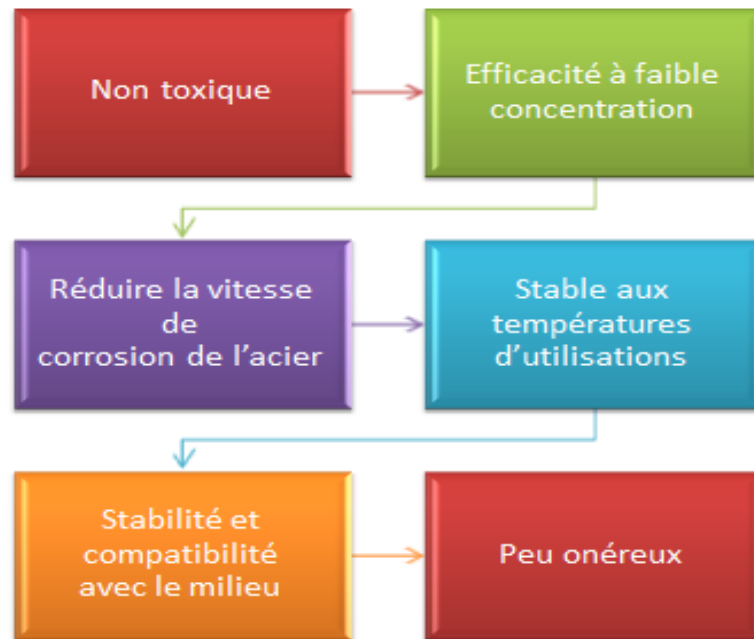 Non toxique
Efficacité à faible
concentration
Réduire la vitesse
de
corrosion de l'acier
Stable aux
températures
d'utilisations
Stabilité et
compatibilité
avec le milieu
Peu onéreux